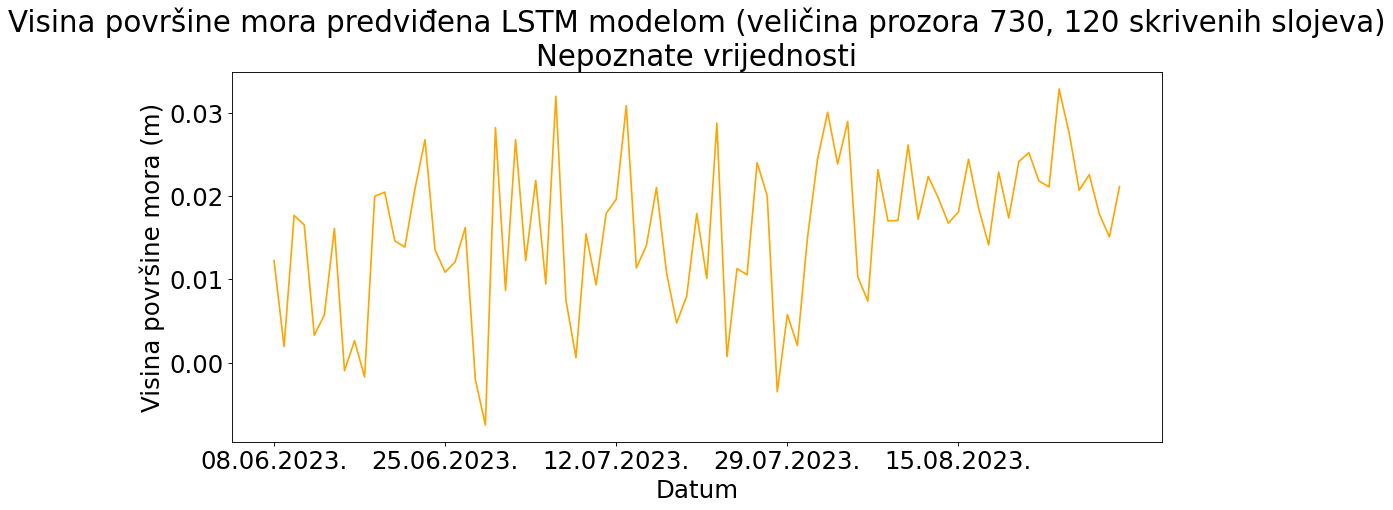 Visina površine mora predviđena LSTM modelom (veličina prozora 730, 120 skrivenih slojeva)
Nepoznate vrijednosti
Visina površine mora (m)
0.03
0.02
0.01
0.00
08.06.2023. 25.06.2023. 12.07.2023. 29.07.2023. 15.08.2023.
Datum